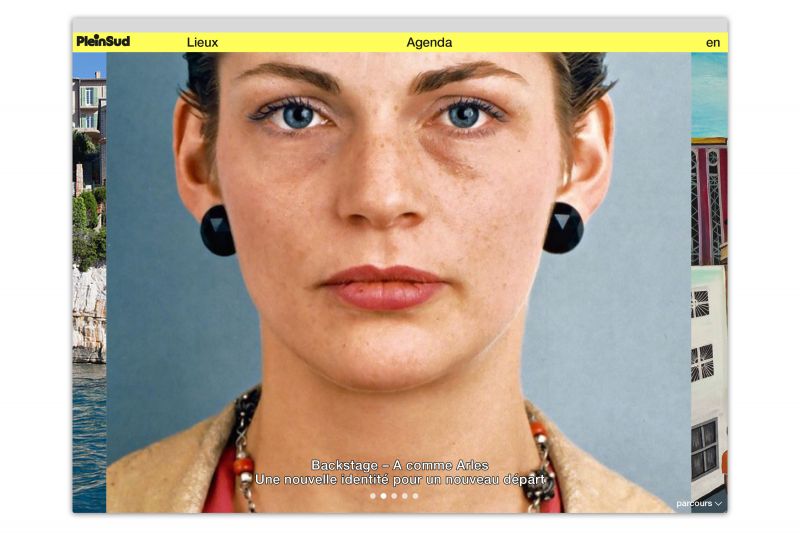 PleinSud
Lieux
Agenda
en
Backstage – A comme Arles
Une nouvelle identité pour un nouveau départ
parcours